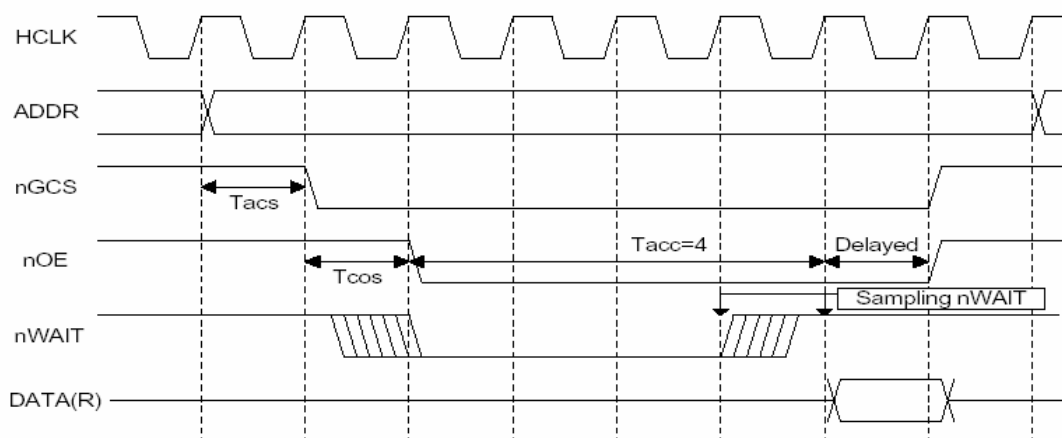 HCLK
ADDR
nGCS
Tacs
nOE
Tcos
Tacc=4
Delayed
Sampling nWAIT
nWAIT
DATA(R)